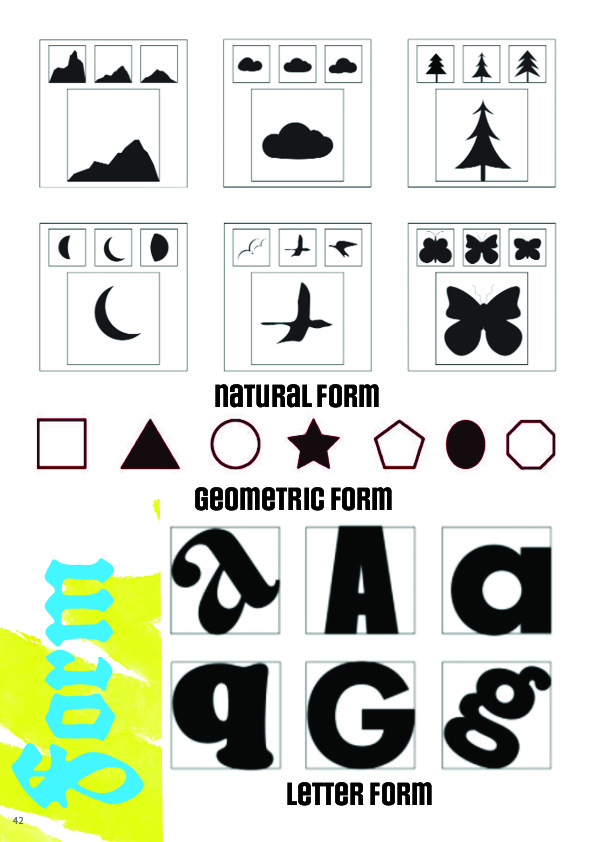 NATURAL FORM
GEOMETRIC FORM
a A a
q G g
LETTER FORM
Form
42